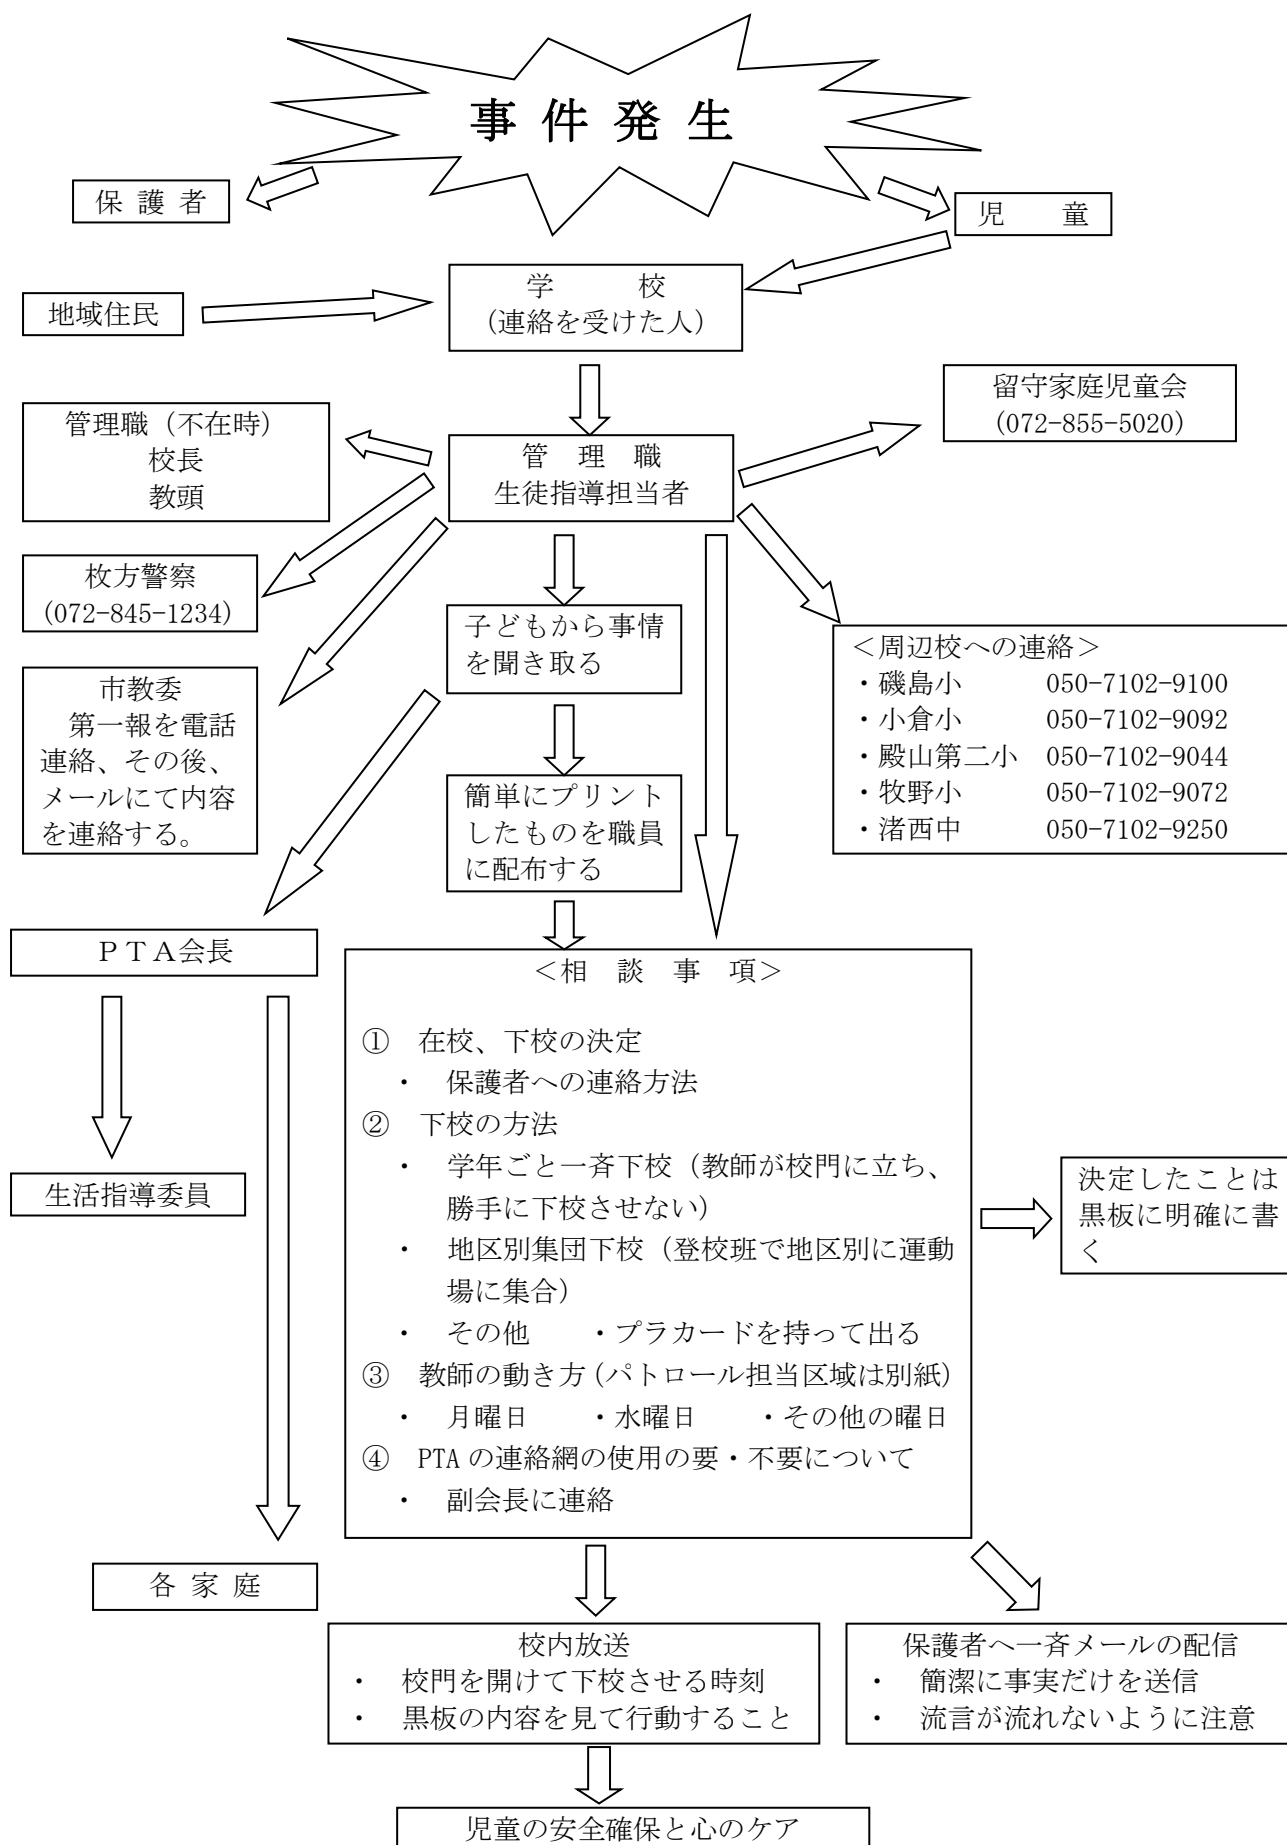 事件発生
保護者
児　　童
学　　　校
（連絡を受けた人）
地域住民
留守家庭児童会
(072-855-5020)
管理職（不在時）
校長
教頭
管　理　職
生徒指導担当者
枚方警察
(072-845-1234)
子どもから事情
を聞き取る
＜周辺校への連絡＞
・磯島小　　　050-7102-9100
・小倉小　　　050-7102-9092
・殿山第二小　050-7102-9044
・牧野小　　　050-7102-9072
・渚西中　　　050-7102-9250
市教委
　第一報を電話
連絡、その後、
メールにて内容
を連絡する。
簡単にプリント
したものを職員
に配布する
ＰＴＡ会長
＜相　談　事　項＞
①　在校、下校の決定
・　保護者への連絡方法
②　下校の方法
・　学年ごと一斉下校（教師が校門に立ち、
勝手に下校させない）
・　地区別集団下校（登校班で地区別に運動
場に集合）
・　その他　　・プラカードを持って出る
③　教師の動き方（パトロール担当区域は別紙）
・　月曜日　　・水曜日　　・その他の曜日
④　PTA の連絡網の使用の要・不要について
・　副会長に連絡
生活指導委員
決定したことは
黒板に明確に書
く
各家庭
校内放送
・　校門を開けて下校させる時刻
・　黒板の内容を見て行動すること
保護者へ一斉メールの配信
・　簡潔に事実だけを送信
・　流言が流れないように注意
児童の安全確保と心のケア